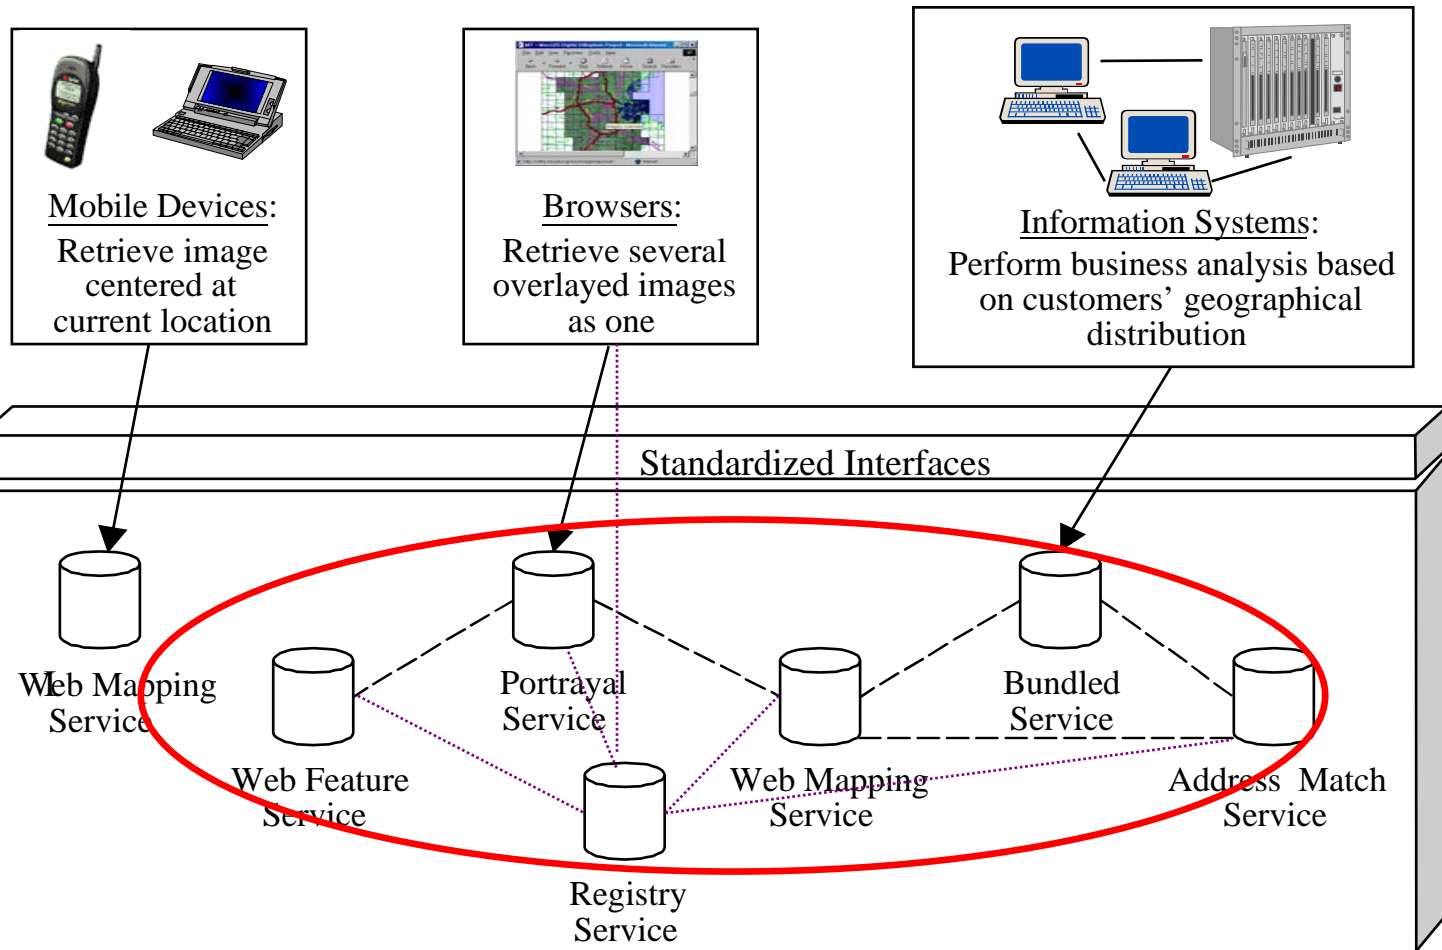 Mobile Devices:
Retrieve image
centered at
current location
Browsers:
Retrieve several
overlayed images
as one
Information Systems:
Perform business analysis based
on customers’ geographical
distribution
Standardized Interfaces
Web Mapping
Service
Portrayal
Service
Bundled
Service
Web Feature
Service
Web Mapping
Service
Address Match
Service
Registry
Service